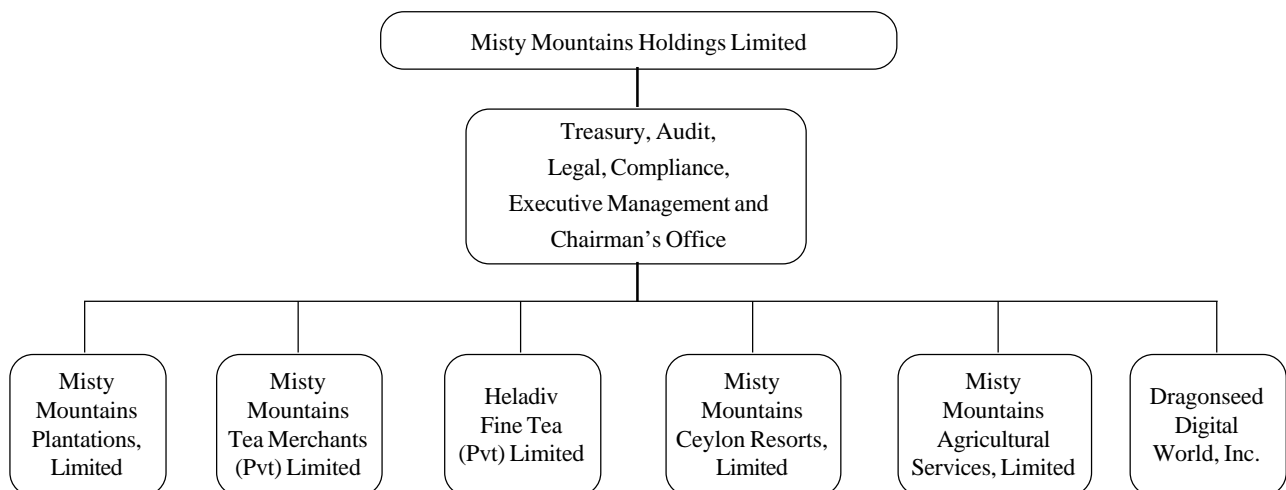 Misty Mountains Holdings Limited
Treasury, Audit,
Legal, Compliance,
Executive Management and
Chairman’s Office
Misty
Mountains
Plantations,
Limited
Misty
Mountains
Tea Merchants
(Pvt) Limited
Heladiv
Fine Tea
(Pvt) Limited
Misty
Mountains
Ceylon Resorts,
Limited
Misty
Mountains
Agricultural
Services, Limited
Dragonseed
Digital
World, Inc.